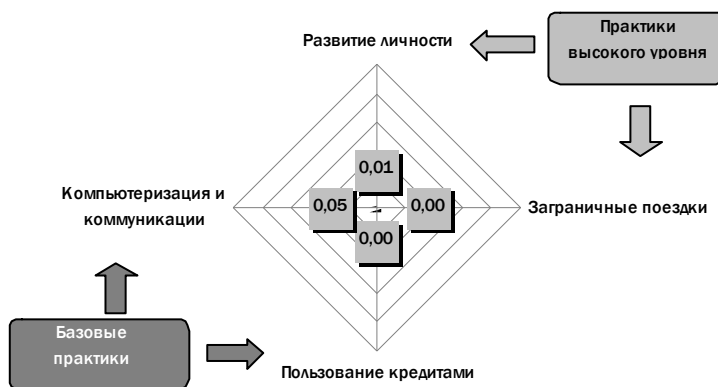 Практики
высокого уровня
Развитие личности
0,01
Компьютеризация и
коммуникации
0,05
0,00
Заграничные поездки
0,00
Базовые
практики
Пользование кредитами